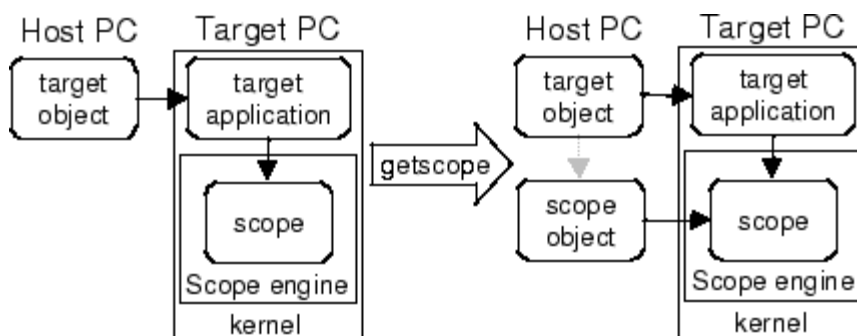 Host PC
Target PC
target
object
target
application
scope
Scope engine
kernel
getscope
Host PC
Target PC
target
object
target
application
scope
object
scope
Scope engine
kernel